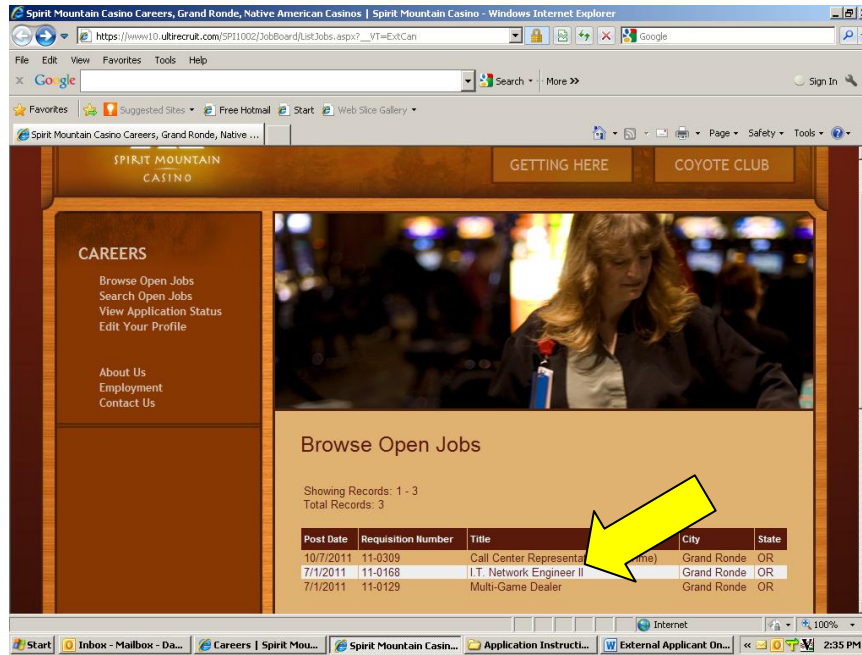 Spirit Mountain Casino Careers, Grand Ronde, Native American Casinos | Spirit Mountain Casino - Windows Internet Explorer
https://www10.ultirecruit.com/SPI1002/JobBoard/ListJobs.aspx?__VT=ExtCan
Google
File Edit View Favorites Tools Help
x Google Search More >> Sign In
Favorites Suggested Sites Free Hotmail Start Web Slice Gallery
Spirit Mountain Casino Careers, Grand Ronde, Native ... Page Safety Tools
SPIRIT MOUNTAIN
CASINO
GETTING HERE COYOTE CLUB
CAREERS
Browse Open Jobs
Search Open Jobs
View Application Status
Edit Your Profile
About Us
Employment
Contact Us
Browse Open Jobs
Showing Records: 1 - 3
Total Records: 3
Post Date Requisition Number Title City State
10/7/2011 11-0309 Call Center Grand Ronde OR
7/1/2011 11-0168 I.T. Network Engineer II Grand Ronde OR
7/1/2011 11-0129 Multi-Game Dealer Grand Ronde OR
Internet 100%
Start Inbox - Mailbox - Da... Careers | Spirit Mou... Spirit Mountain Casin... Application Instructi... External Applicant On... « 2:35 PM